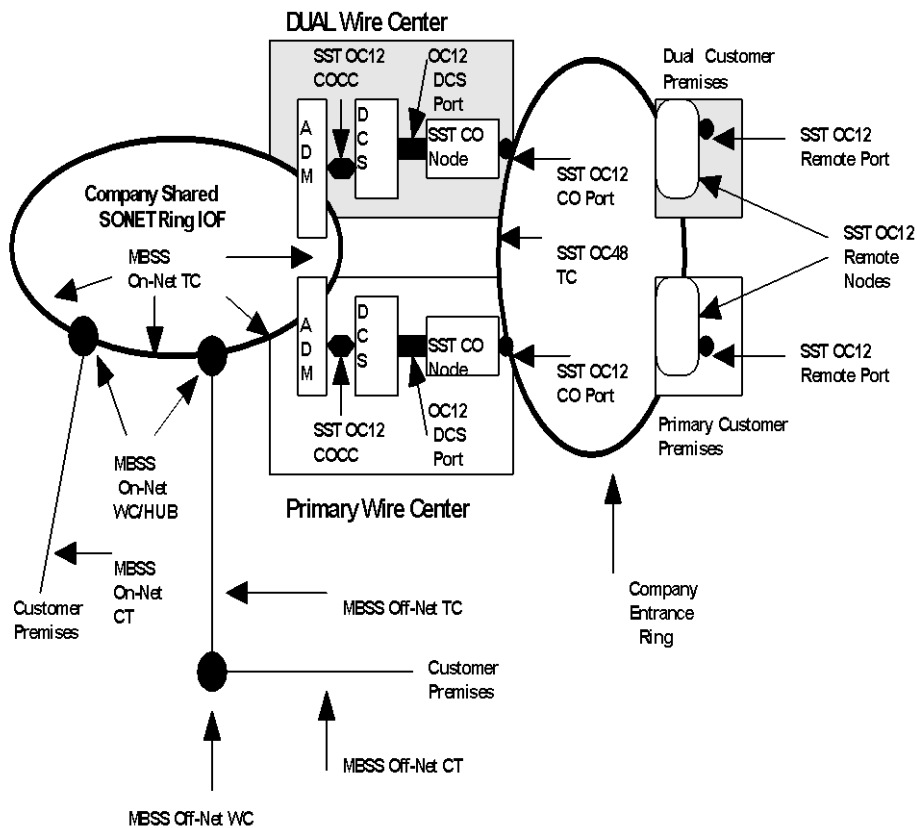 DUAL Wire Center
SST OC12
COCC
OC12
DCS
Port
Dual Customer
Premises
A
D
M
D
C
S
SST CO
Node
SST OC12
CO Port
SST OC12
Remote Port
Company Shared
SONET Ring IOF
MBSS
On-Net TC
SST OC48
TC
SST OC12
Remote
Nodes
A
D
M
D
C
S
SST CO
Node
SST OC12
CO Port
SST OC12
Remote Port
SST OC12
COCC
OC12
DCS
Port
Primary Customer
Premises
MBSS
On-Net
WC/HUB
Primary Wire Center
MBSS
On-Net
CT
Customer
Premises
MBSS Off-Net TC
Company
Entrance
Ring
Customer
Premises
MBSS Off-Net CT
MBSS Off-Net WC